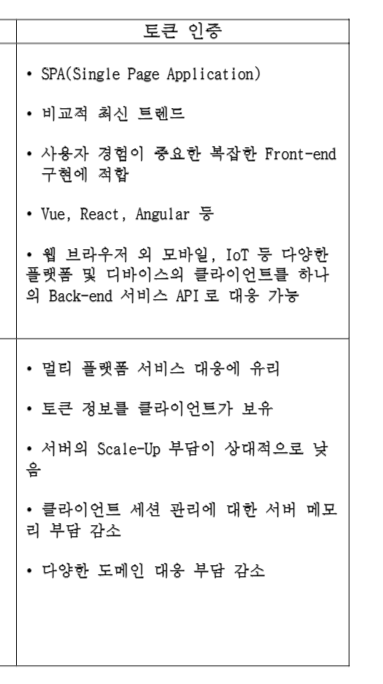 토큰 인증
• SPA(Single Page Application)
• 비교적 최신 트렌드
• 사용자 경험이 중요한 복잡한 Front-end
구현에 적합
• Vue, React, Angular 등
• 웹 브라우저 외 모바일, IoT 등 다양한
플랫폼 및 디바이스의 클라이언트를 하나
의 Back-end 서비스 API로 대응 가능
• 멀티 플랫폼 서비스 대응에 유리
• 토큰 정보를 클라이언트가 보유
• 서버의 Scale-Up 부담이 상대적으로 낮
음
• 클라이언트 세션 관리에 대한 서버 메모
리 부담 감소
• 다양한 도메인 대응 부담 감소